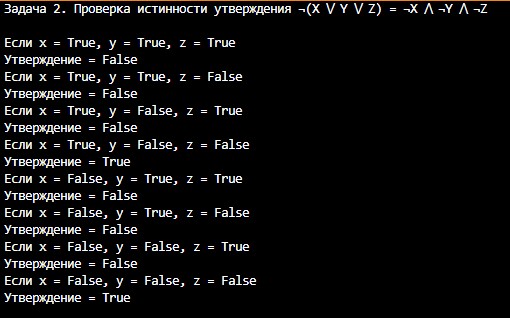 Задача 2. Проверка истинности утверждения ¬(X ⋁ Y ⋁ Z) = ¬X ⋀ ¬Y ⋀ ¬Z
Если x = True, y = True, z = True
Утверждение = False
Если x = True, y = True, z = False
Утверждение = False
Если x = True, y = False, z = True
Утверждение = False
Если x = True, y = False, z = False
Утверждение = True
Если x = False, y = True, z = True
Утверждение = False
Если x = False, y = True, z = False
Утверждение = False
Если x = False, y = False, z = True
Утверждение = False
Если x = False, y = False, z = False
Утверждение = True